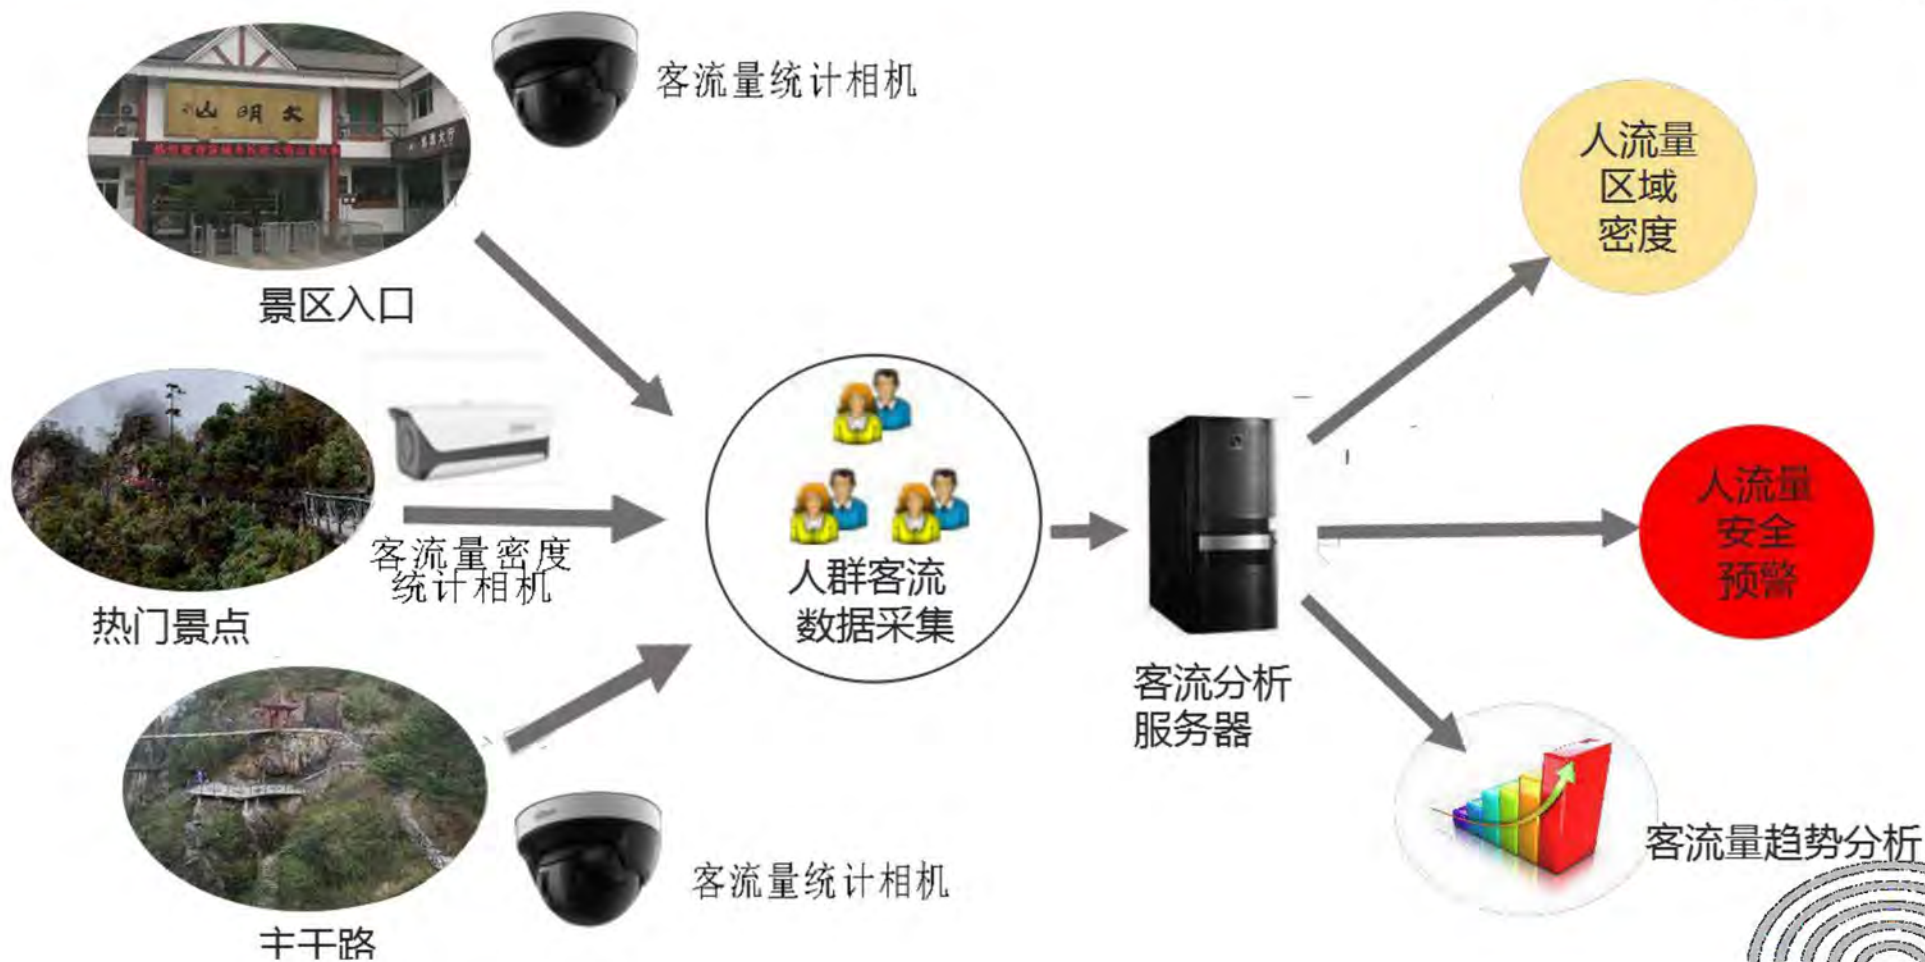 客流量统计相机
大明山
景区入口
客流量密度
统计相机
热门景点
主干路
客流量统计相机
人群客流
数据采集
客流分析
服务器
人流量
区域
密度
人流量
安全
预警
客流量趋势分析